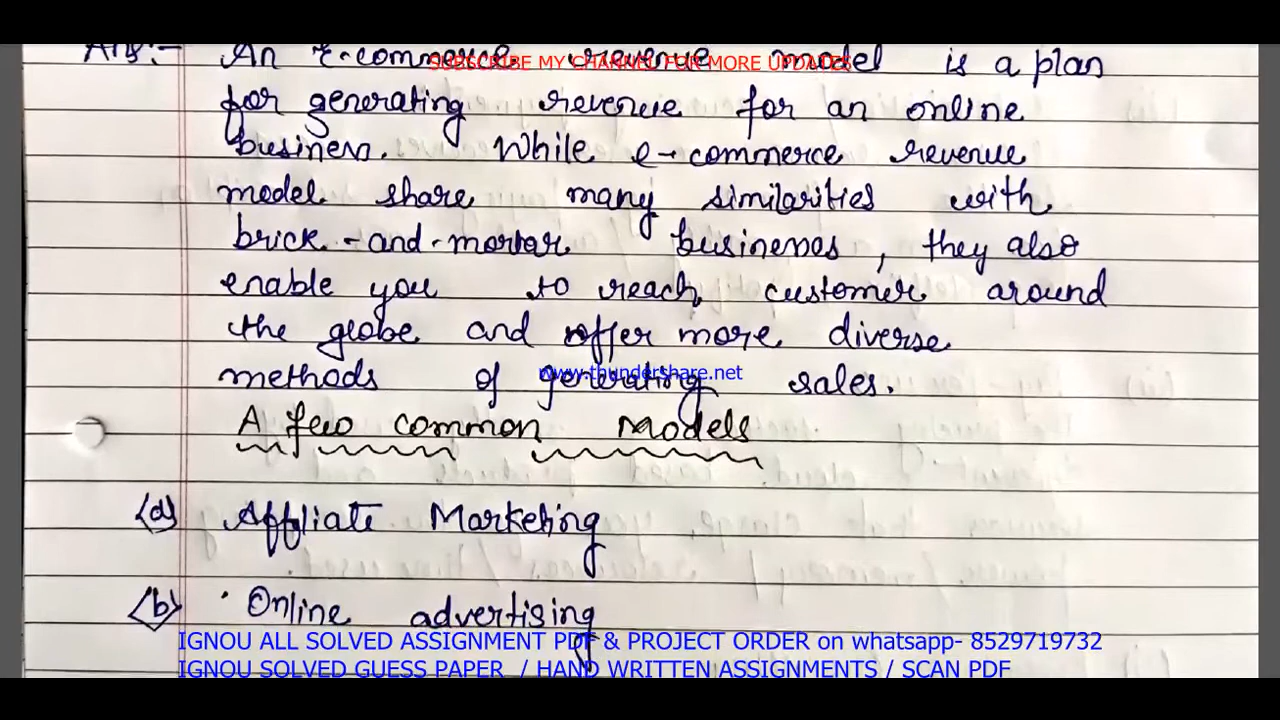 Ans:- An E-commerce revenue model is a plan
SUBSCRIBE MY CHANNEL FOR MORE UPDATES
for generating revenue for an online
business. While e-commerce revenue
model share many similarities with
brick-and-mortar businesses, they also
enable you to reach customer around
the globe and offer more diverse
methods of generating sales.
www.thundershare.net
A few common models
(a) Affliate Marketing
(b) Online advertising
IGNOU ALL SOLVED ASSIGNMENT PDF & PROJECT ORDER on whatsapp- 8529719732
IGNOU SOLVED GUESS PAPER / HAND WRITTEN ASSIGNMENTS / SCAN PDF